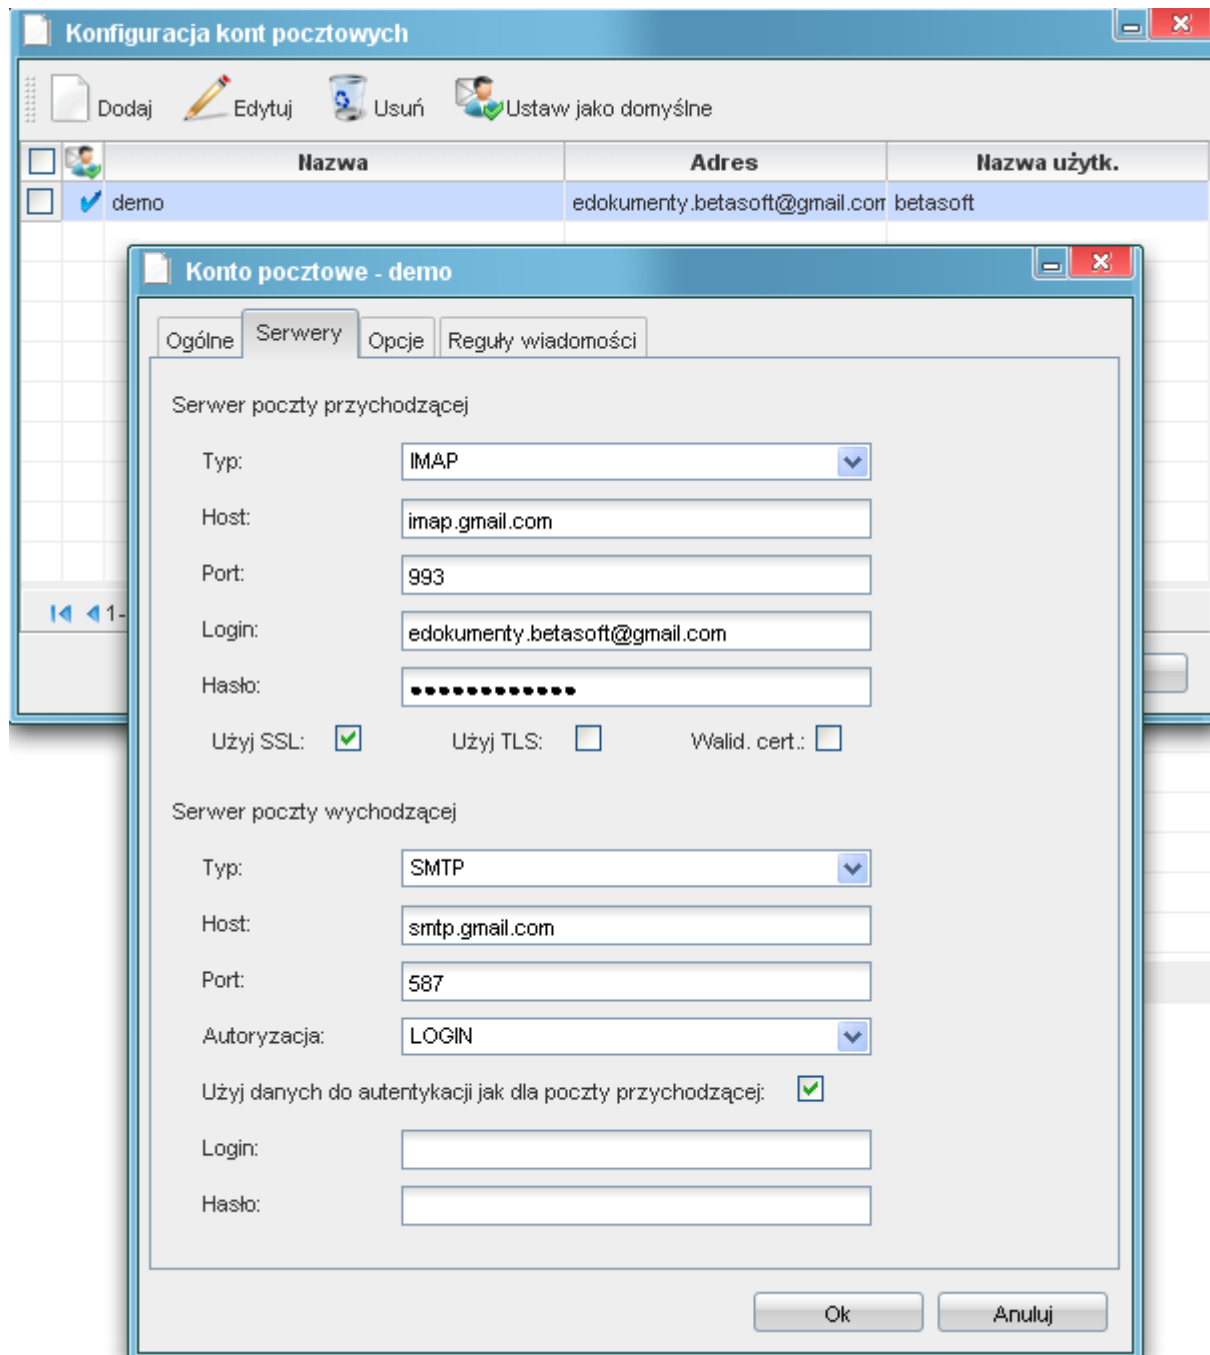 Konfiguracja kont pocztowych
Dodaj Edytuj Usuń Ustaw jako domyślne
Nazwa Adres Nazwa użytk.
demo edokumenty.betasoft@gmail.com betasoft
Konto pocztowe - demo
Ogólne Serwery Opcje Reguły wiadomości
Serwer poczty przychodzącej
Typ: IMAP
Host: imap.gmail.com
Port: 993
1-
Login: edokumenty.betasoft@gmail.com
Hasło: ••••••••••••
Użyj SSL: Użyj TLS: Walid. cert.:
Serwer poczty wychodzącej
Typ: SMTP
Host: smtp.gmail.com
Port: 587
Autoryzacja: LOGIN
Użyj danych do autentykacji jak dla poczty przychodzącej:
Login:
Hasło:
Ok Anuluj